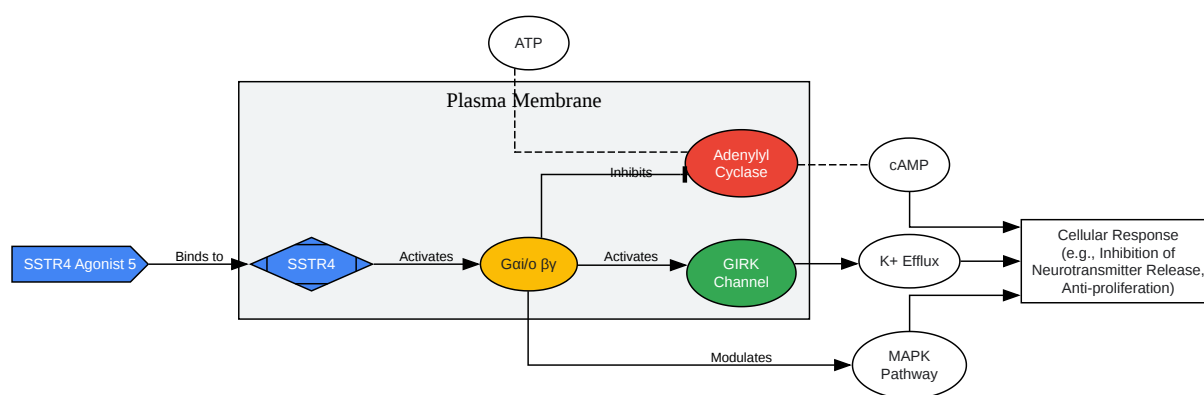 ATP
Plasma Membrane
Adenylyl
Cyclase
Inhibits
cAMP
SSTR4 Agonist 5
Binds to
SSTR4
Activates
Gαi/o βγ
Activates
GIRK
Channel
K+ Efflux
Cellular Response
(e.g., Inhibition of
Neurotransmitter Release,
Anti-proliferation)
Modulates
MAPK
Pathway